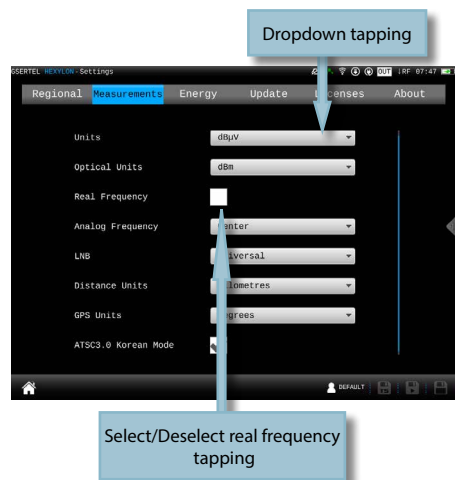 Dropdown tapping
GSERTEL HEXYLON-Settings OUT ↓RF 07:47
Regional Measurements Energy Update Licenses About
Units dBµV
Optical Units dBm
Real Frequency
Analog Frequency Center
LNB
Distance Units
GPS Units
ATSC3.0 Korean Mode
DEFAULT
Select/Deselect real frequency
tapping